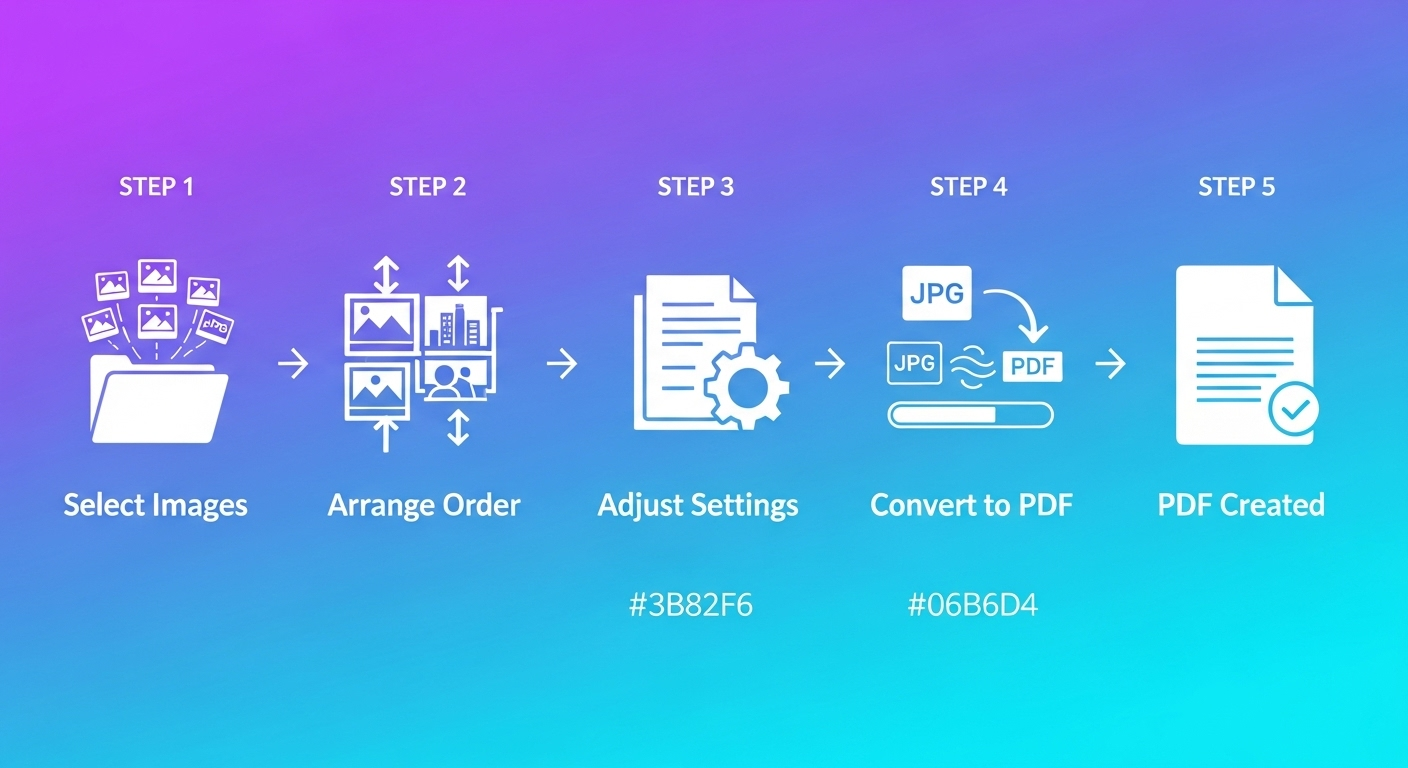 STEP 1
STEP 2
STEP 3
STEP 4
STEP 5
JPG
JPG
JPG
PDF
Select Images
Arrange Order
Adjust Settings
Convert to PDF
PDF Created
#3B82F6
#06B6D4